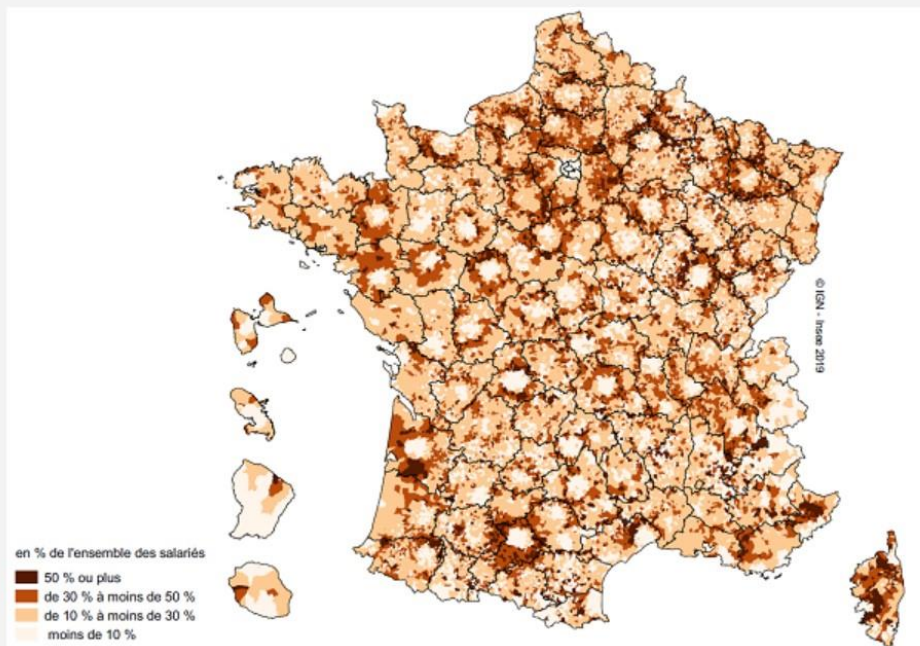 © IGN - Insee 2019
en % de l'ensemble des salariés
50 % ou plus
de 30 % à moins de 50 %
de 10 % à moins de 30 %
moins de 10 %